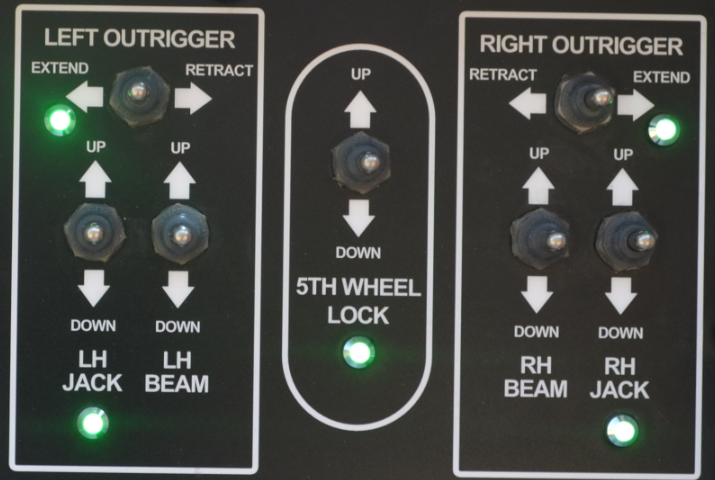 LEFT OUTRIGGER
EXTEND
RETRACT
UP
UP
DOWN
DOWN
LH
JACK
LH
BEAM
UP
DOWN
5TH WHEEL
LOCK
RIGHT OUTRIGGER
RETRACT
EXTEND
UP
UP
DOWN
DOWN
RH
BEAM
RH
JACK